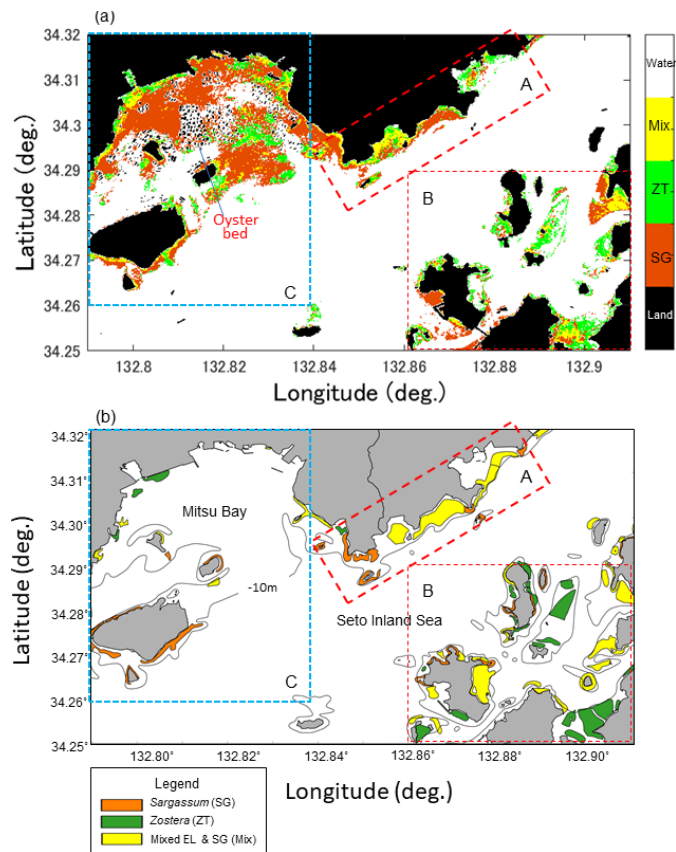 (a)
34.32
34.31
34.3
34.29
34.28
34.27
34.26
34.25
Latitude (deg.)
A
B
C
Oyster
bed
132.8
132.82
132.84
132.86
132.88
132.9
Longitude (deg.)
Water
Mix
ZT
SG
Land
(b)
34.32°
34.31°
34.30°
34.29°
34.28°
34.27°
34.26°
34.25°
Latitude (deg.)
Mitsu Bay
A
B
-10m
Seto Inland Sea
C
132.80°
132.82°
132.84°
132.86°
132.88°
132.90°
Longitude (deg.)
Legend
Sargassum (SG)
Zostera (ZT)
Mixed EL & SG (Mix)